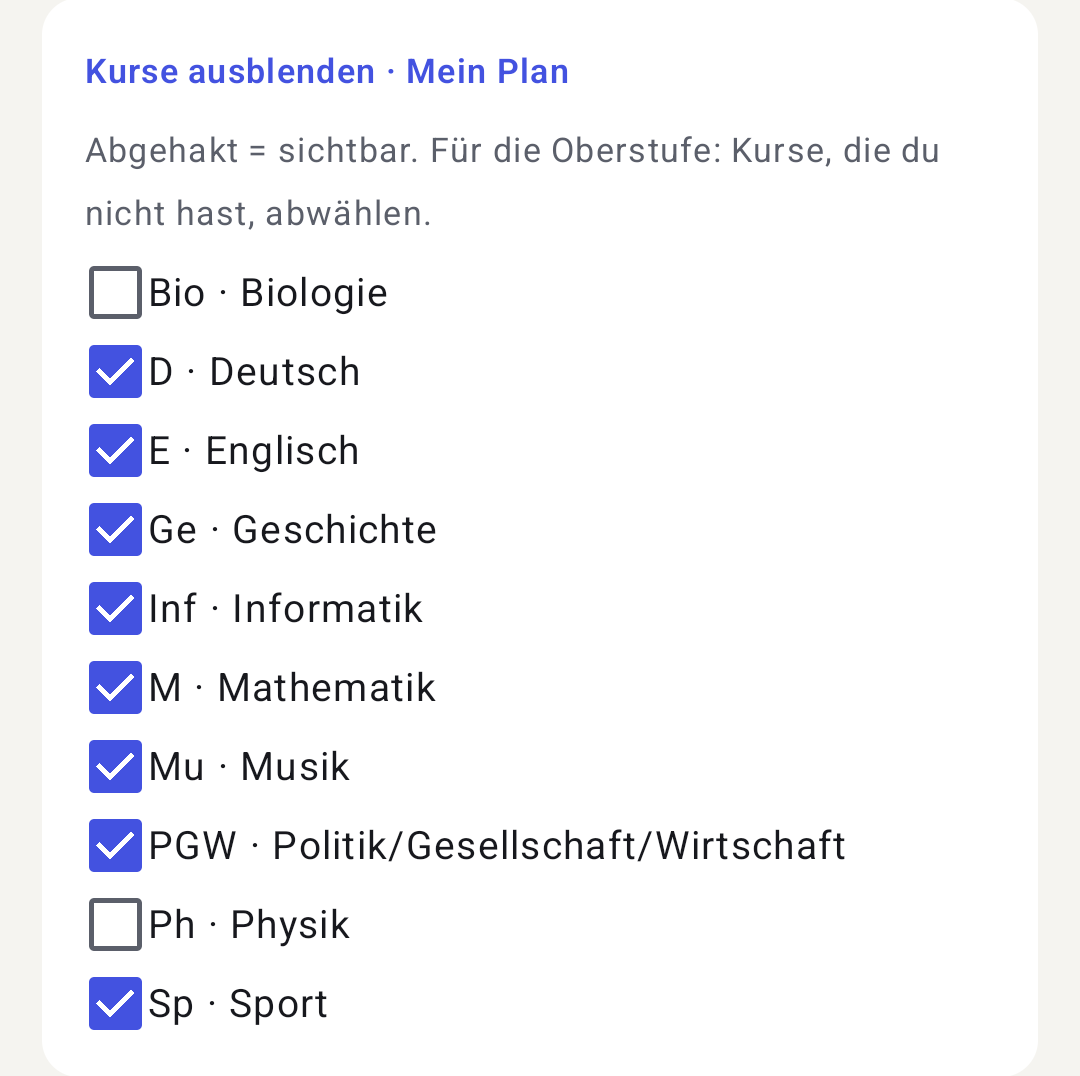 Kurse ausblenden · Mein Plan
Abgehakt = sichtbar. Für die Oberstufe: Kurse, die du
nicht hast, abwählen.
Bio · Biologie
D · Deutsch
E · Englisch
Ge · Geschichte
Inf · Informatik
M · Mathematik
Mu · Musik
PGW · Politik/Gesellschaft/Wirtschaft
Ph · Physik
Sp · Sport